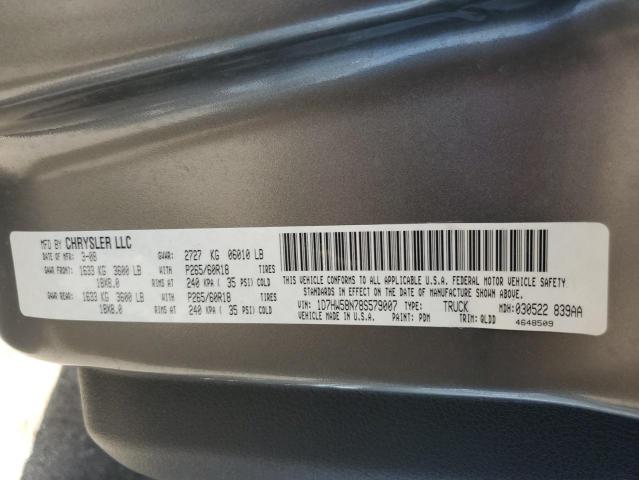 MFD BY CHRYSLER LLC
DATE OF MFR: 3-08 GVWR: 2727 KG 06010 LB
GAWR FRONT: 1633 KG 3600 LB P265/60R18 TIRES
18X8.0 RIMS AT 240 KPA ( 35 PSI) COLD
GAWR REAR: 1633 KG 3600 LB P265/60R18 TIRES
18X8.0 RIMS AT 240 KPA ( 35 PSI) COLD
THIS VEHICLE CONFORMS TO ALL APPLICABLE U.S.A. FEDERAL MOTOR VEHICLE SAFETY
STANDARDS IN EFFECT ON THE DATE OF MANUFACTURE SHOWN ABOVE.
VIN: 1D7HW58N78S579007 TYPE: TRUCK MDH: 030522 839AA
VEHICLE MADE IN U.S.A. PAINT: PDM TRIM: QLDD 4648509